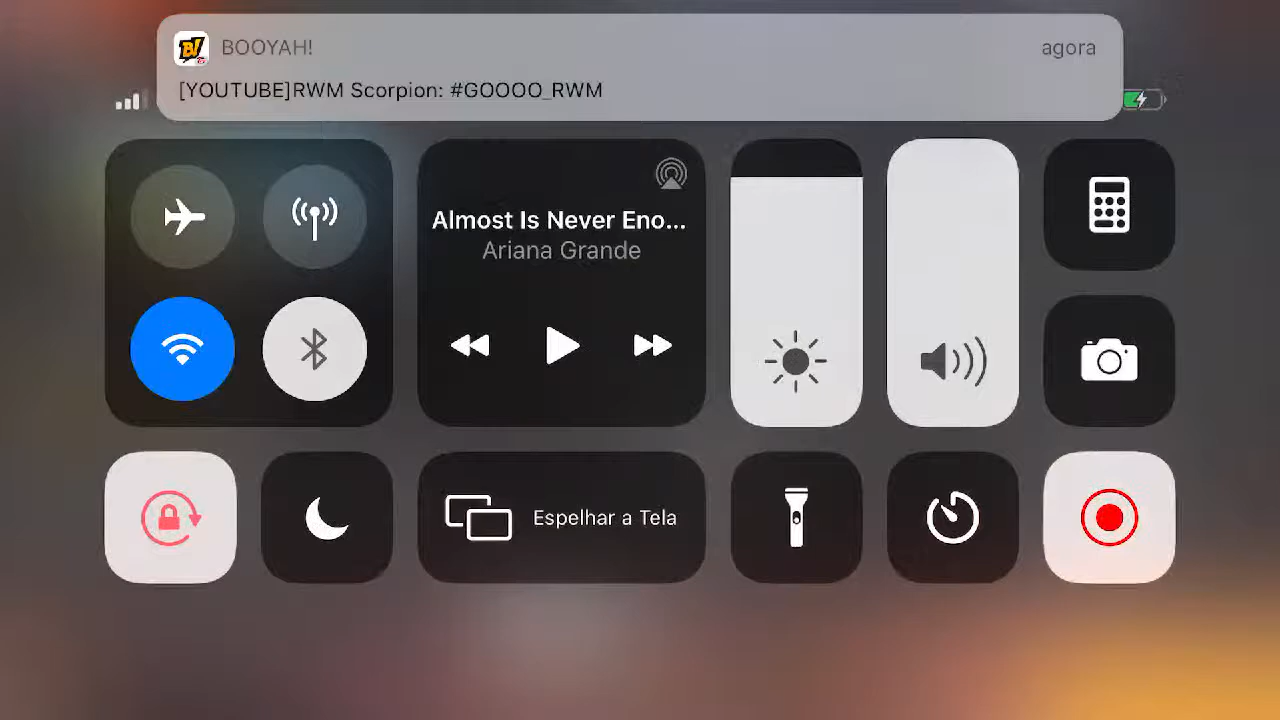 BOOYAH!
agora
[YOUTUBE]RWM Scorpion: #GOOOO_RWM
Almost Is Never Eno...
Ariana Grande
Espelhar a Tela